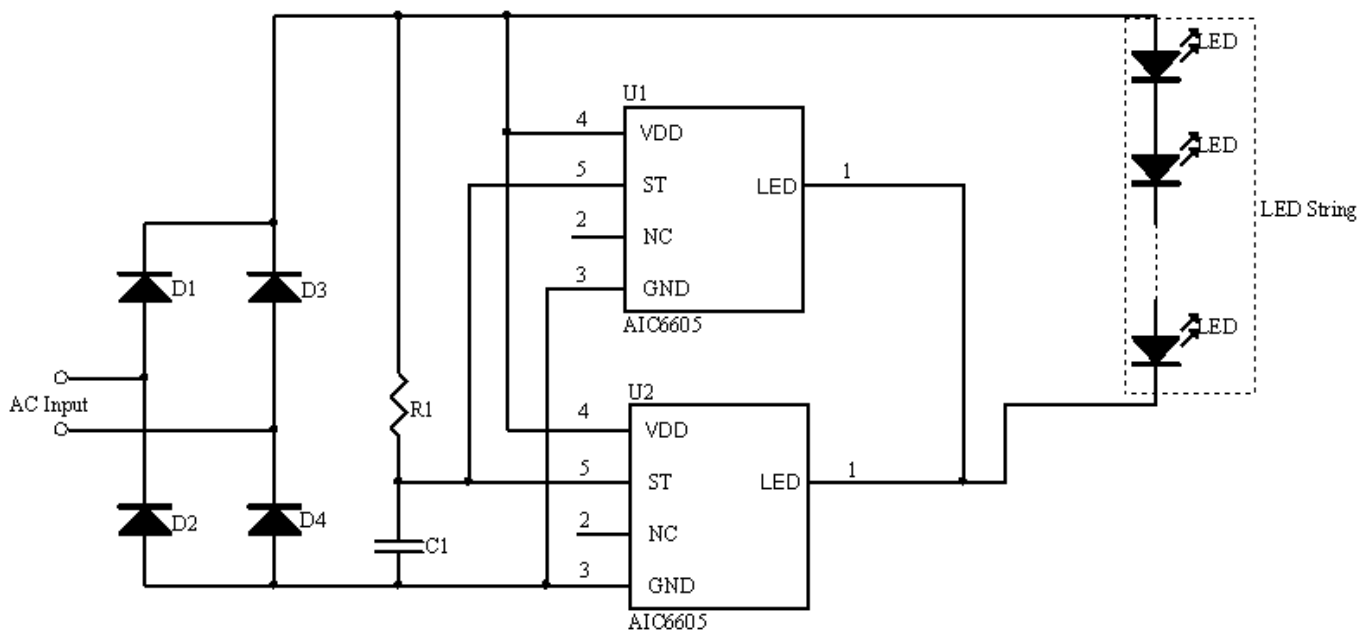 LED
U1
4
VDD
LED
5
ST
1
LED
LED String
2
NC
3
GND
D1
D3
AIC6605
LED
AC Input
R1
U2
4
VDD
5
ST
1
LED
D2
D4
2
NC
C1
3
GND
AIC6605